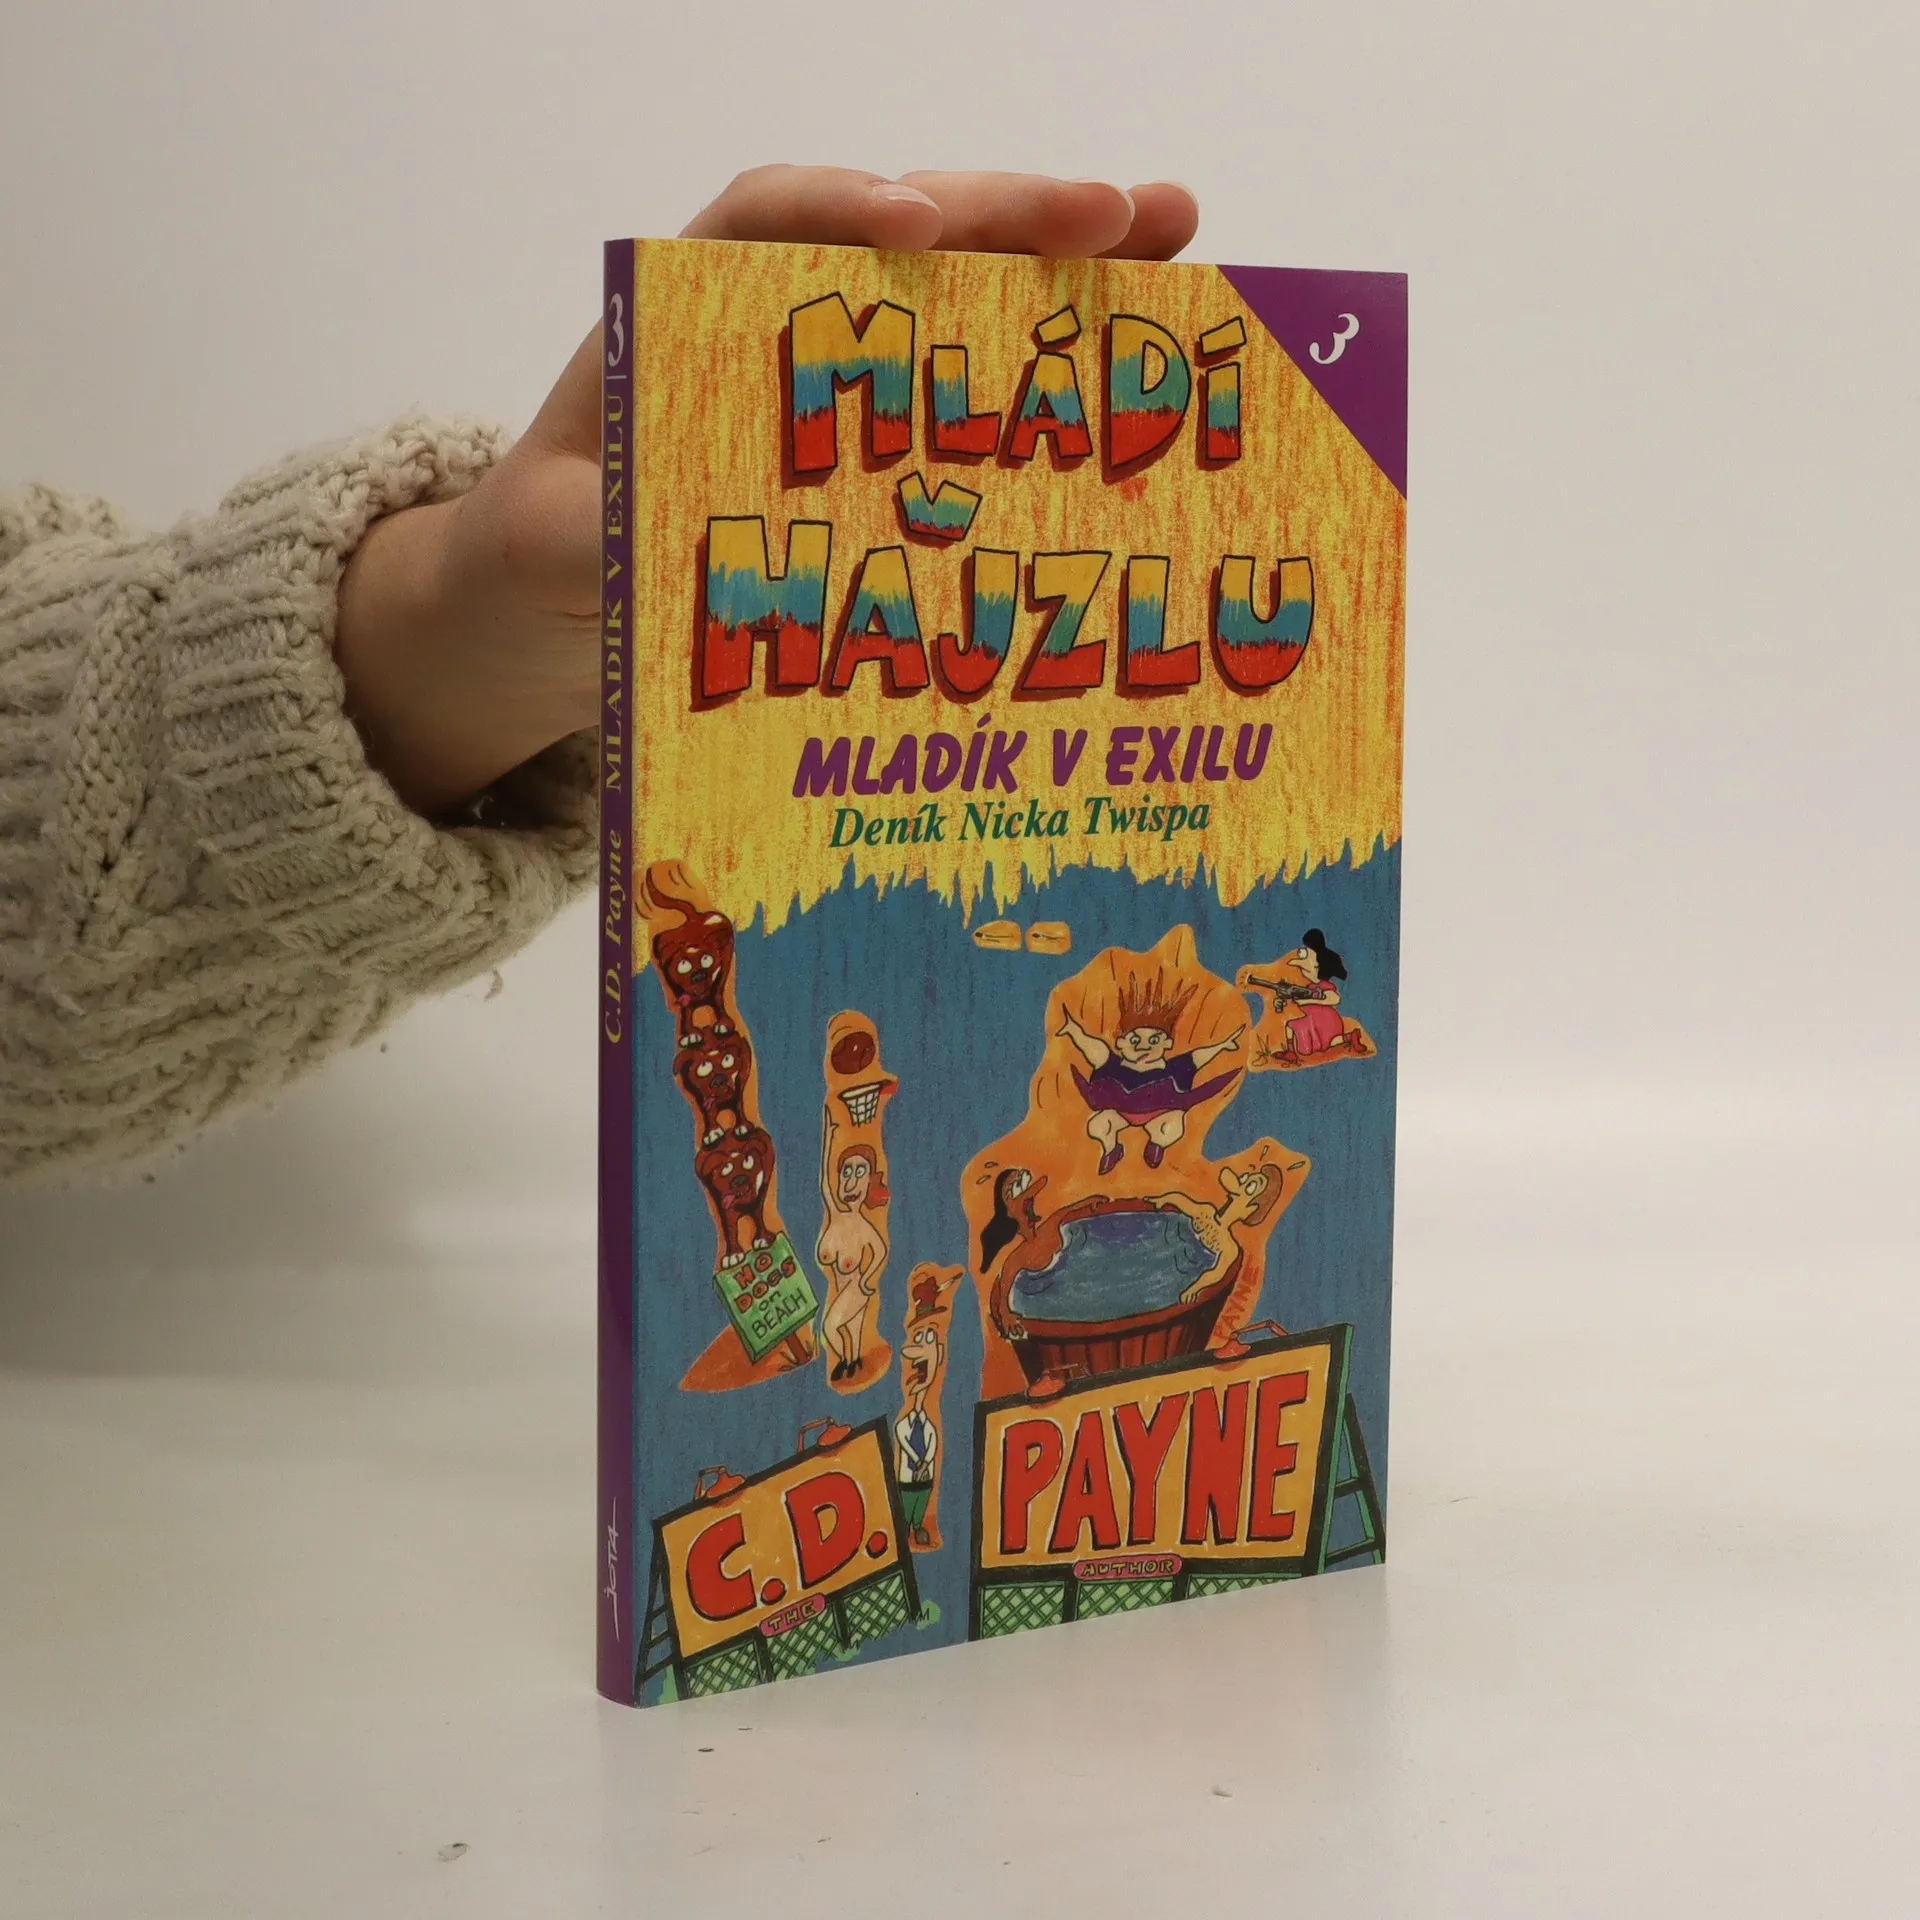 3
MLÁDÍ
V
HAJZLU
MLADÍK V EXILU
Deník Nicka Twispa
NO
DOGS
on
BEACH
PAYNE
C.D.
THE
PAYNE
AUTHOR
C.D. Payne MLADÍK V EXILU | 3
JOTA